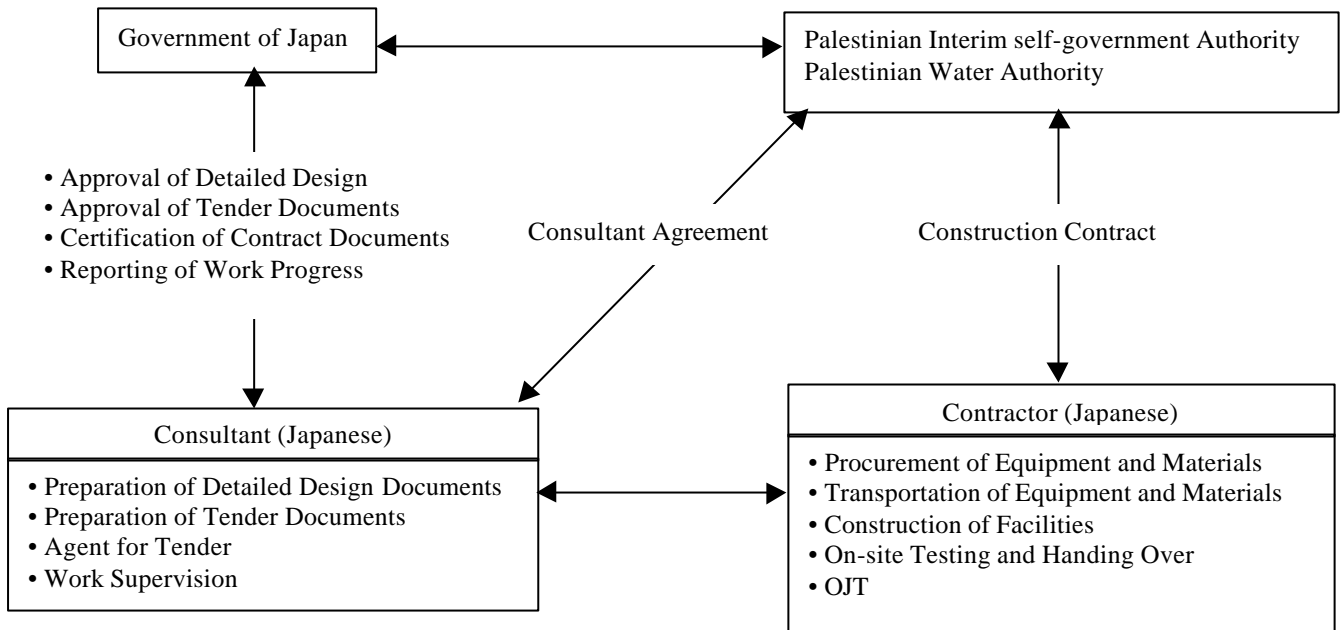 Government of Japan
Palestinian Interim self-government Authority
Palestinian Water Authority
• Approval of Detailed Design
• Approval of Tender Documents
• Certification of Contract Documents
• Reporting of Work Progress
Consultant Agreement
Construction Contract
Consultant (Japanese)
• Preparation of Detailed Design Documents
• Preparation of Tender Documents
• Agent for Tender
• Work Supervision
Contractor (Japanese)
• Procurement of Equipment and Materials
• Transportation of Equipment and Materials
• Construction of Facilities
• On-site Testing and Handing Over
• OJT